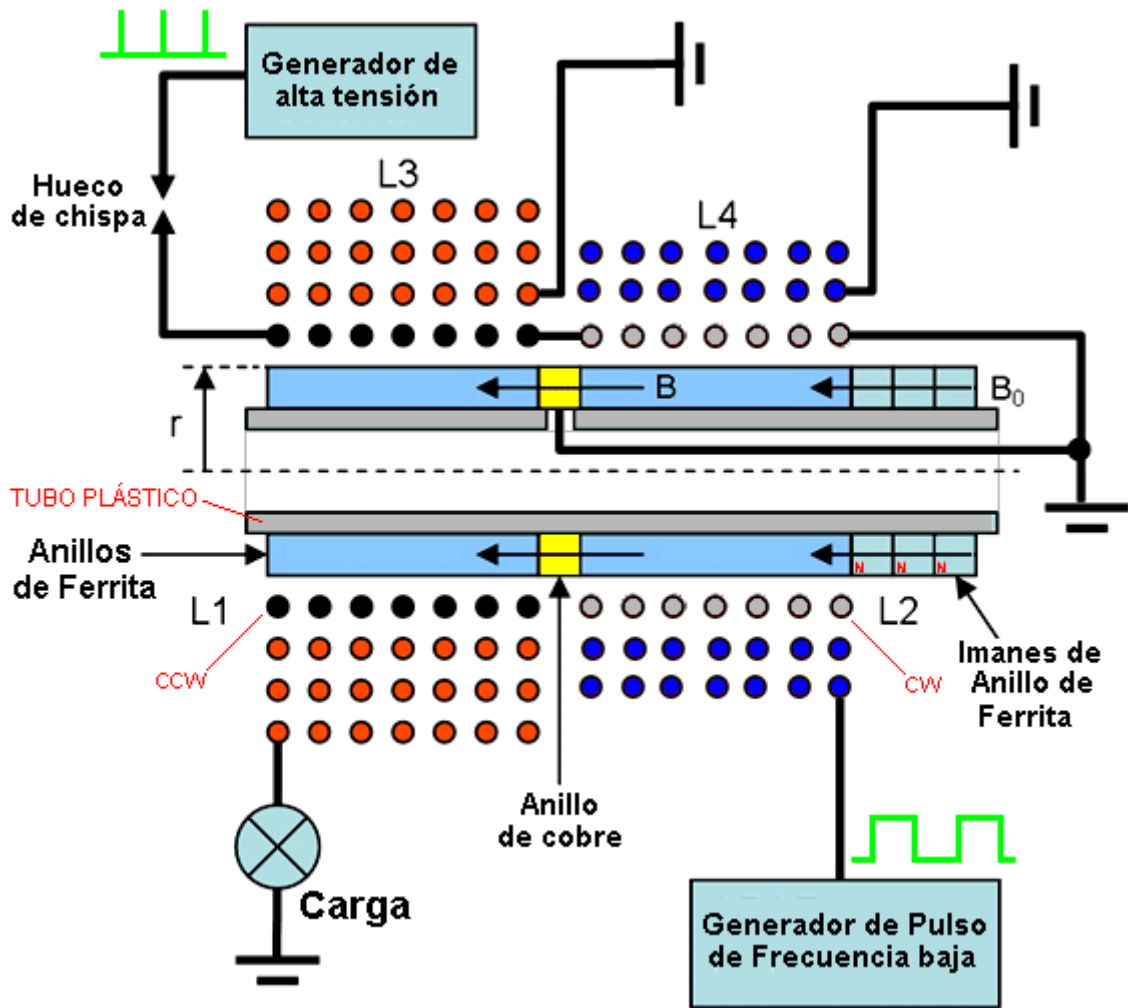 Generador de
alta tensión
L3
Hueco
de chispa
L4
B
B0
r
TUBO PLÁSTICO
Anillos
de Ferrita
N N N
L1
L2
CCW
CW
Imanes de
Anillo de
Ferrita
Anillo
de cobre
Carga
Generador de Pulso
de Frecuencia baja